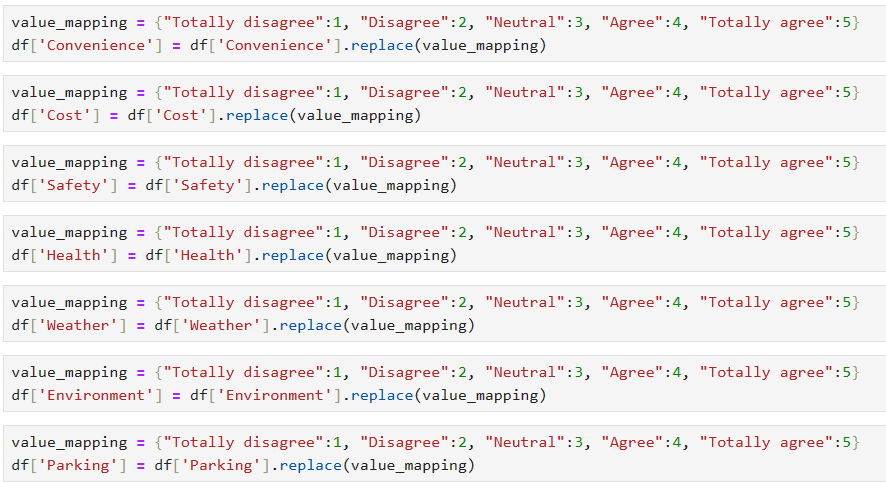 value_mapping = {"Totally disagree":1, "Disagree":2, "Neutral":3, "Agree":4, "Totally agree":5}
df['Convenience'] = df['Convenience'].replace(value_mapping)
value_mapping = {"Totally disagree":1, "Disagree":2, "Neutral":3, "Agree":4, "Totally agree":5}
df['Cost'] = df['Cost'].replace(value_mapping)
value_mapping = {"Totally disagree":1, "Disagree":2, "Neutral":3, "Agree":4, "Totally agree":5}
df['Safety'] = df['Safety'].replace(value_mapping)
value_mapping = {"Totally disagree":1, "Disagree":2, "Neutral":3, "Agree":4, "Totally agree":5}
df['Health'] = df['Health'].replace(value_mapping)
value_mapping = {"Totally disagree":1, "Disagree":2, "Neutral":3, "Agree":4, "Totally agree":5}
df['Weather'] = df['Weather'].replace(value_mapping)
value_mapping = {"Totally disagree":1, "Disagree":2, "Neutral":3, "Agree":4, "Totally agree":5}
df['Environment'] = df['Environment'].replace(value_mapping)
value_mapping = {"Totally disagree":1, "Disagree":2, "Neutral":3, "Agree":4, "Totally agree":5}
df['Parking'] = df['Parking'].replace(value_mapping)